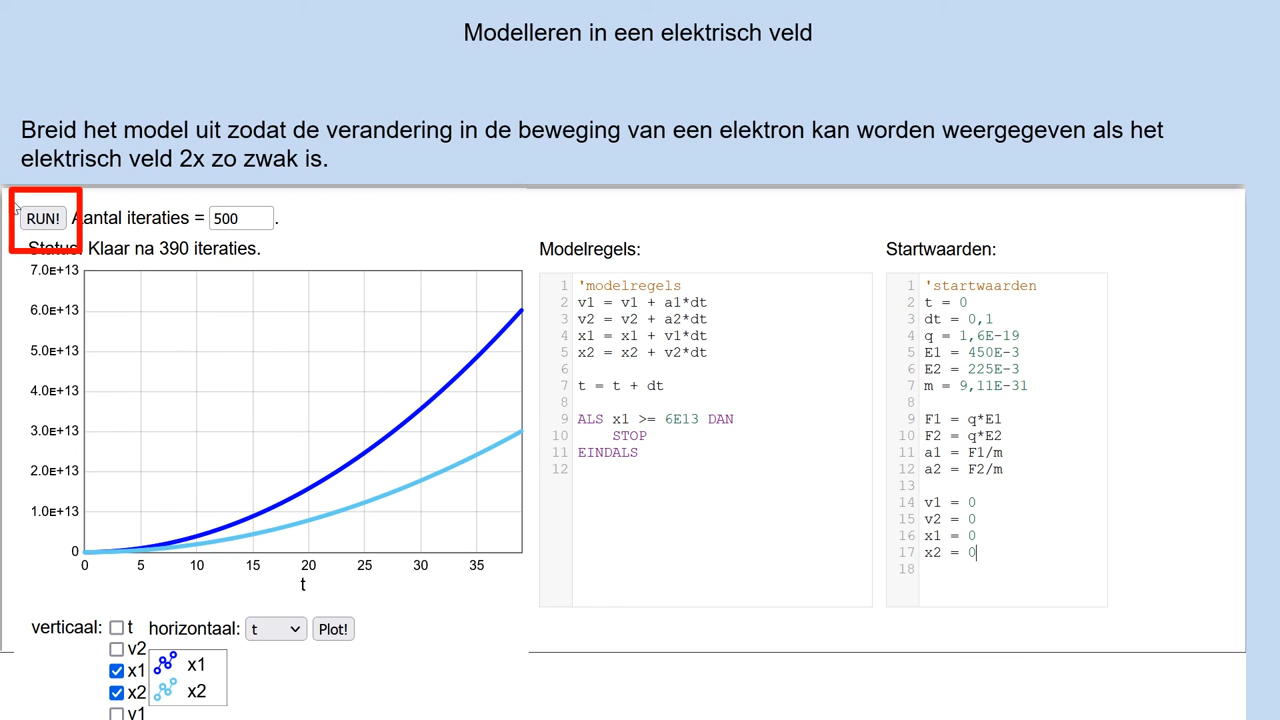 Modelleren in een elektrisch veld
Breid het model uit zodat de verandering in de beweging van een elektron kan worden weergegeven als het
elektrisch veld 2x zo zwak is.
RUN! Aantal iteraties = 500 .
Status: Klaar na 390 iteraties.
7.0e+13
6.0e+13
5.0e+13
4.0e+13
3.0e+13
2.0e+13
1.0e+13
0
0 5 10 15 20 25 30 35
t
verticaal: t horizontaal: t Plot!
v2
x1
x2
v1
x1
x2
Modelregels:
1 'modelregels
2 v1 = v1 + a1*dt
3 v2 = v2 + a2*dt
4 x1 = x1 + v1*dt
5 x2 = x2 + v2*dt
6
7 t = t + dt
8
9 ALS x1 >= 6E13 DAN
10 STOP
11 EINDALS
12
Startwaarden:
1 'startwaarden
2 t = 0
3 dt = 0,1
4 q = 1,6E-19
5 E1 = 450E-3
6 E2 = 225E-3
7 m = 9,11E-31
8
9 F1 = q*E1
10 F2 = q*E2
11 a1 = F1/m
12 a2 = F2/m
13
14 v1 = 0
15 v2 = 0
16 x1 = 0
17 x2 = 0
18